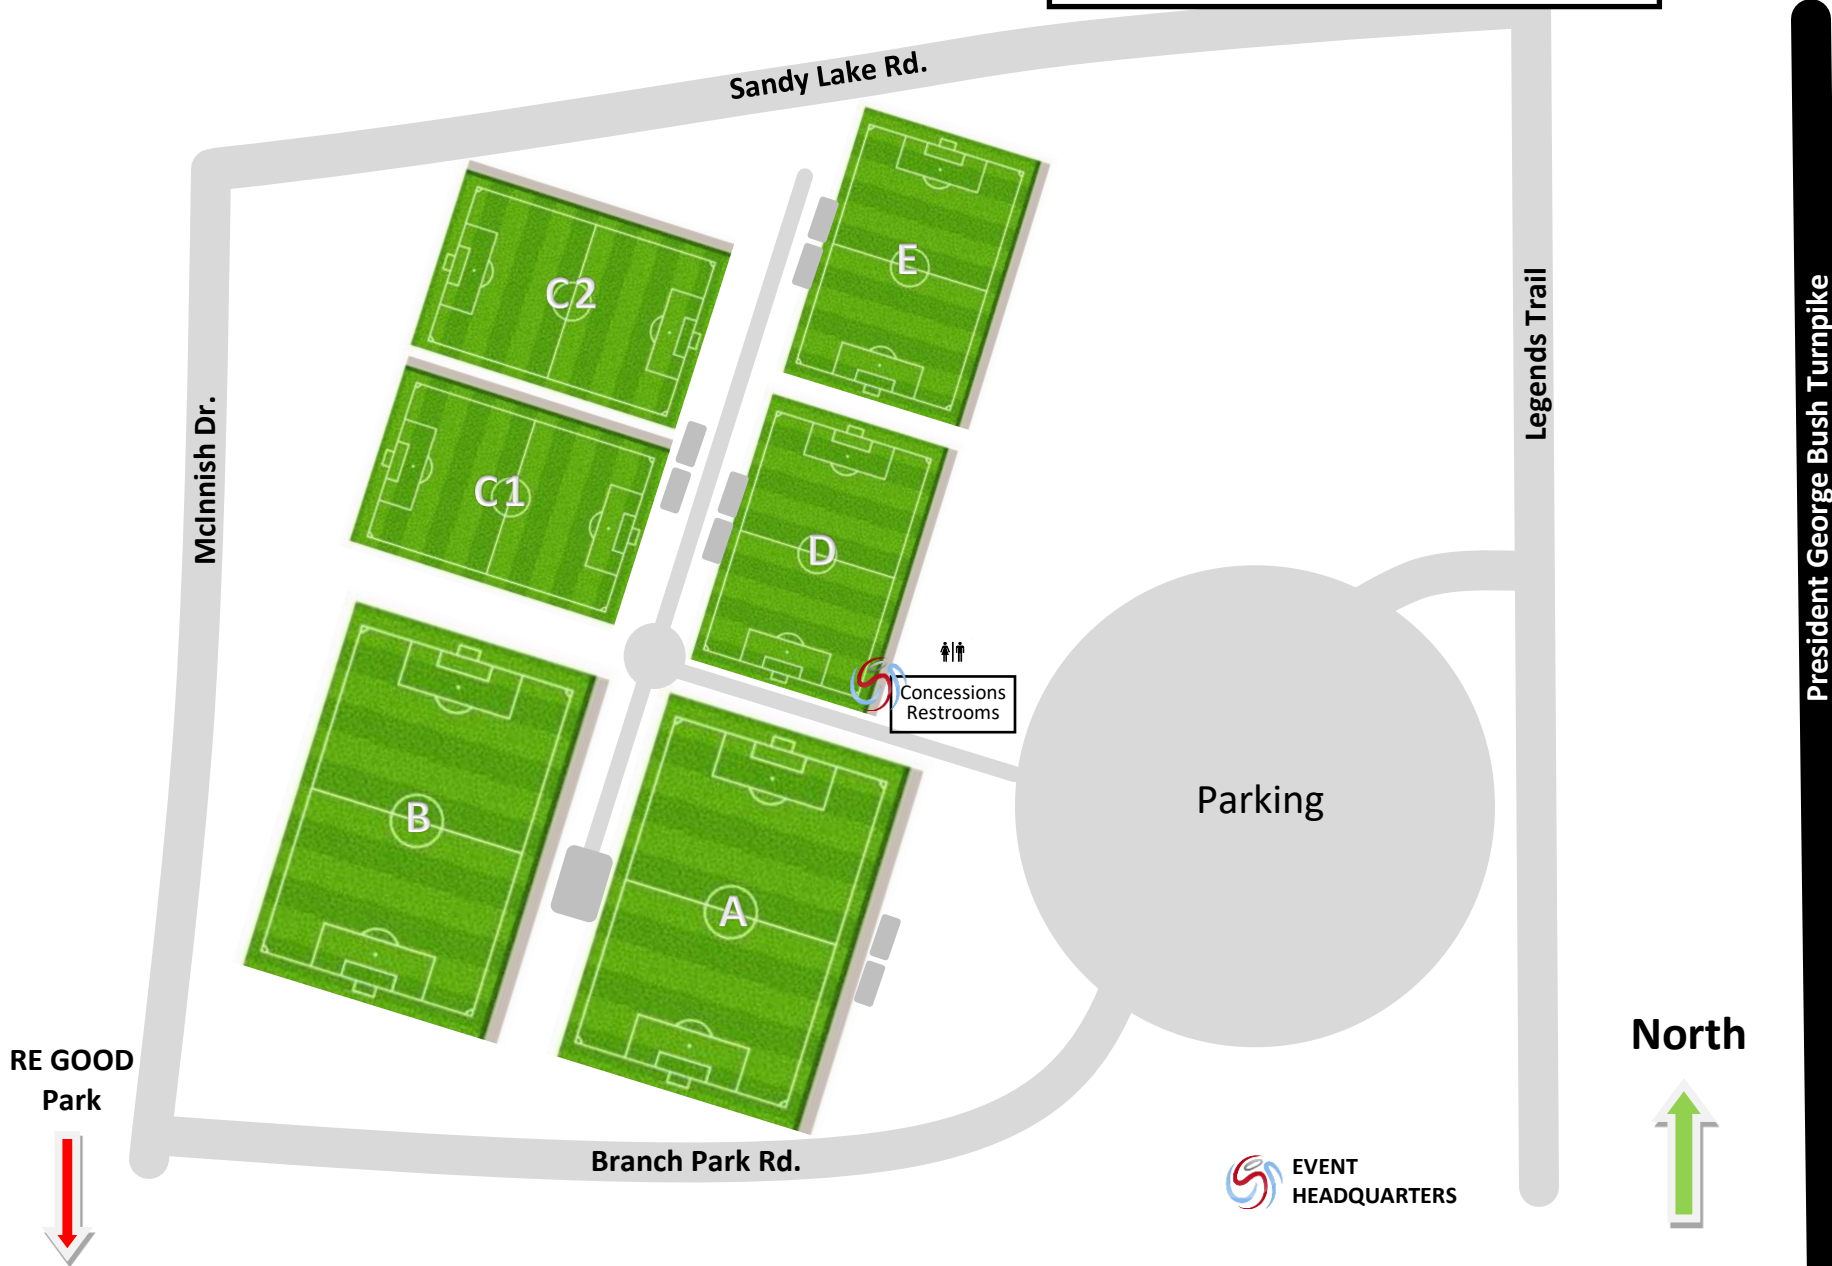 Sandy Lake Rd.
E
C2
Legends Trail
President George Bush Turnpike
McInnish Dr.
C1
D
Concessions
Restrooms
Parking
B
A
North
RE GOOD
Park
Branch Park Rd.
EVENT
HEADQUARTERS